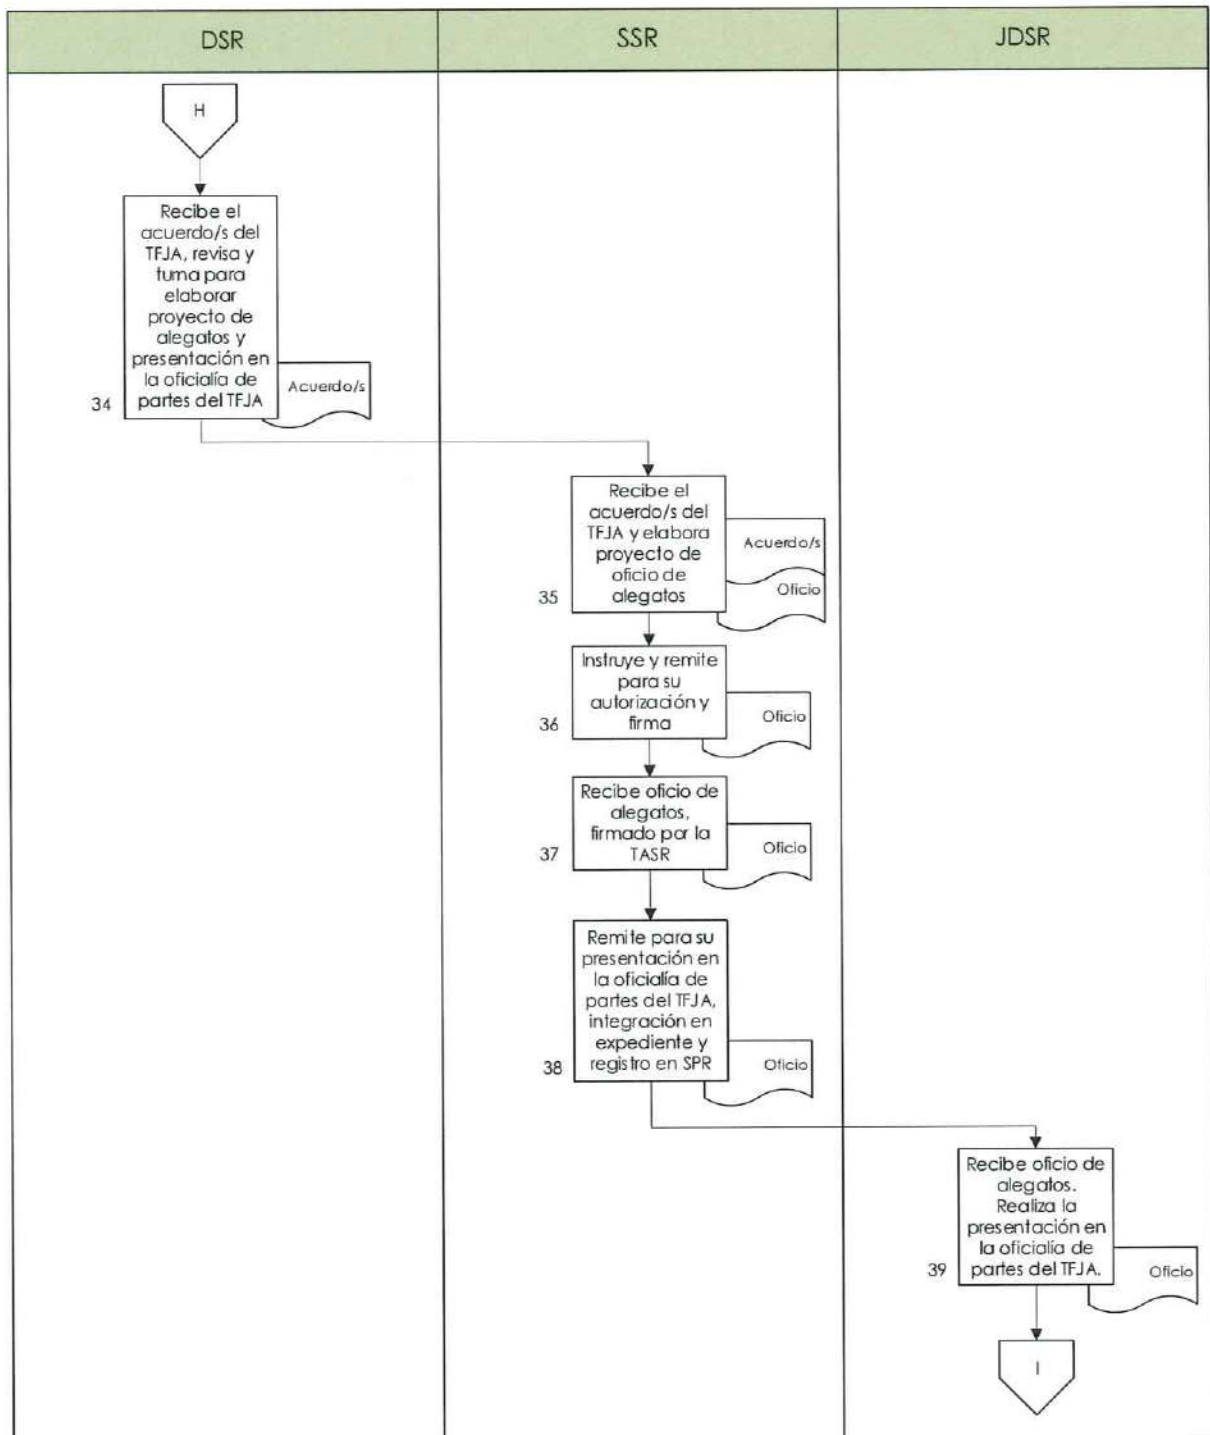 DSR
SSR
JDSR
H
Recibe el
acuerdo/s del
TFJA, revisa y
turna para
elaborar
proyecto de
alegatos y
presentación en
la oficialía de
partes del TFJA
34
Acuerdo/s
Recibe el
acuerdo/s del
TFJA y elabora
proyecto de
oficio de
alegatos
35
Acuerdo/s
Oficio
Instruye y remite
para su
autorización y
firma
36
Oficio
Recibe oficio de
alegatos,
firmado por la
TASR
37
Oficio
Remite para su
presentación en
la oficialía de
partes del TFJA,
integración en
expediente y
registro en SPR
38
Oficio
Recibe oficio de
alegatos.
Realiza la
presentación en
la oficialía de
partes del TFJA.
39
Oficio
I